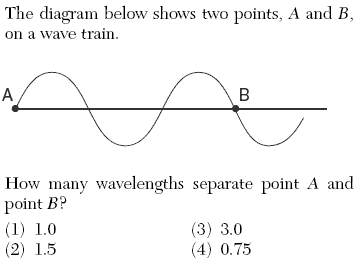 The diagram below shows two points, A and B,
on a wave train.
A
B
How many wavelengths separate point A and
point B?
(1) 1.0 (3) 3.0
(2) 1.5 (4) 0.75